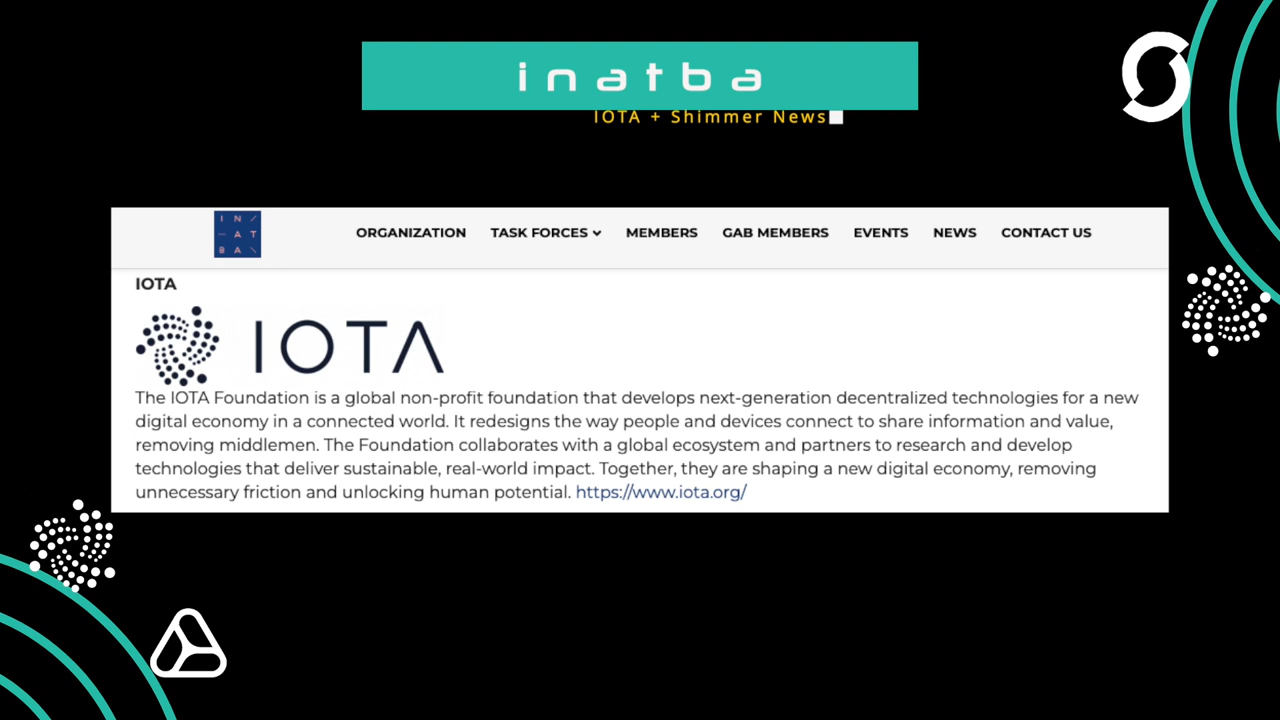 inatba
IOTA + Shimmer News
IN/
—AT
BA\
ORGANIZATION TASK FORCES MEMBERS GAB MEMBERS EVENTS NEWS CONTACT US
IOTA
IOTA
The IOTA Foundation is a global non-profit foundation that develops next-generation decentralized technologies for a new
digital economy in a connected world. It redesigns the way people and devices connect to share information and value,
removing middlemen. The Foundation collaborates with a global ecosystem and partners to research and develop
technologies that deliver sustainable, real-world impact. Together, they are shaping a new digital economy, removing
unnecessary friction and unlocking human potential. https://www.iota.org/